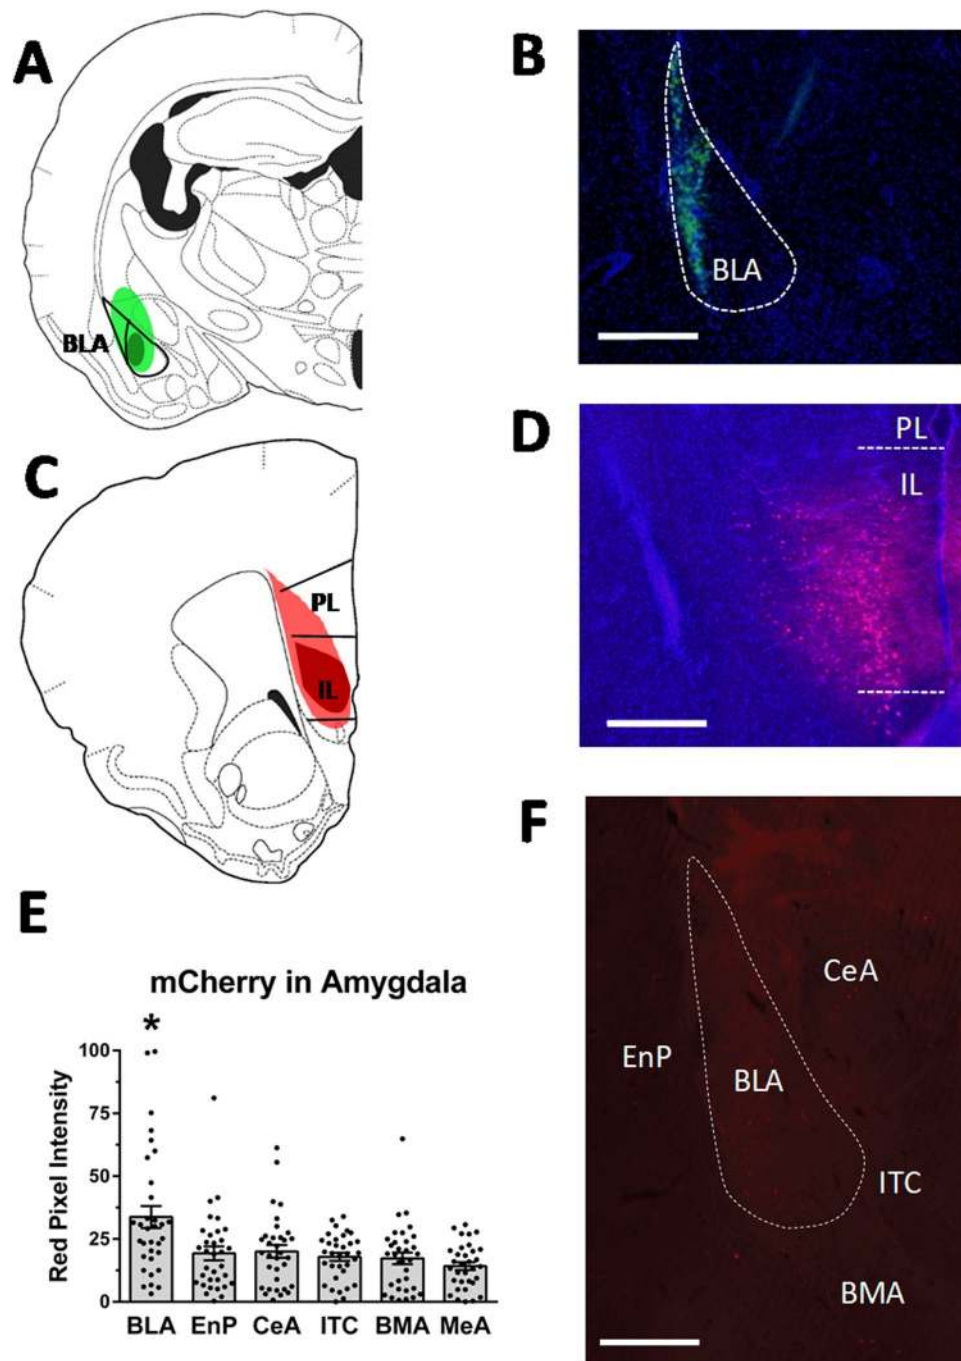 A
BLA
B
BLA
C
PL
IL
D
PL
IL
E
mCherry in Amygdala
*
Red Pixel Intensity
100
75
50
25
0
BLA EnP CeA ITC BMA MeA
F
CeA
EnP
BLA
ITC
BMA